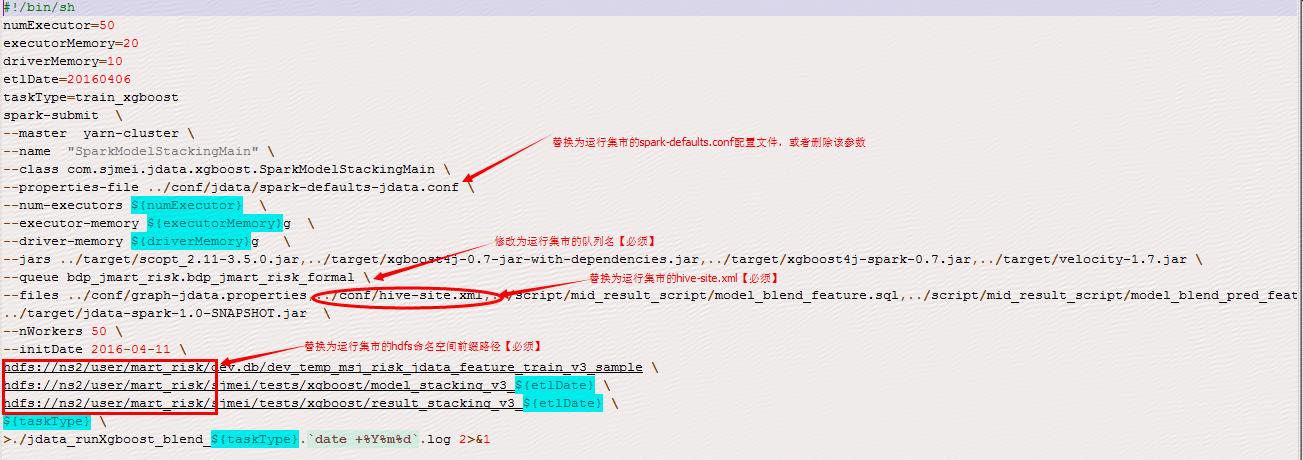 #!/bin/sh
numExecutor=50
executorMemory=20
driverMemory=10
etlDate=20160406
taskType=train_xgboost
spark-submit \
--master yarn-cluster \
--name "SparkModelStackingMain" \
替换为运行集市的spark-defaults.conf配置文件，或者删除该参数
--class com.sjmei.jdata.xgboost.SparkModelStackingMain \
--properties-file ../conf/jdata/spark-defaults-jdata.conf \
--num-executors ${numExecutor} \
--executor-memory ${executorMemory}g \
--driver-memory ${driverMemory}g \
修改为运行集市的队列名【必须】
--jars ../target/scopt_2.11-3.5.0.jar,../target/xgboost4j-0.7-jar-with-dependencies.jar,../target/xgboost4j-spark-0.7.jar,../target/velocity-1.7.jar \
--queue bdp_jmart_risk.bdp_jmart_risk_formal \
替换为运行集市的hive-site.xml【必须】
--files ../conf/graph-jdata.properties,../conf/hive-site.xml,../script/mid_result_script/model_blend_feature.sql,../script/mid_result_script/model_blend_pred_feat
../target/jdata-spark-1.0-SNAPSHOT.jar \
--nWorkers 50 \
--initDate 2016-04-11 \
替换为运行集市的hdfs命名空间前缀路径【必须】
hdfs://ns2/user/mart_risk/dev.db/dev_temp_msj_risk_jdata_feature_train_v3_sample \
hdfs://ns2/user/mart_risk/sjmei/tests/xgboost/model_stacking_v3_${etlDate} \
hdfs://ns2/user/mart_risk/sjmei/tests/xgboost/result_stacking_v3_${etlDate} \
${taskType} \
>./jdata_runXgboost_blend_${taskType}.`date +%Y%m%d`.log 2>&1